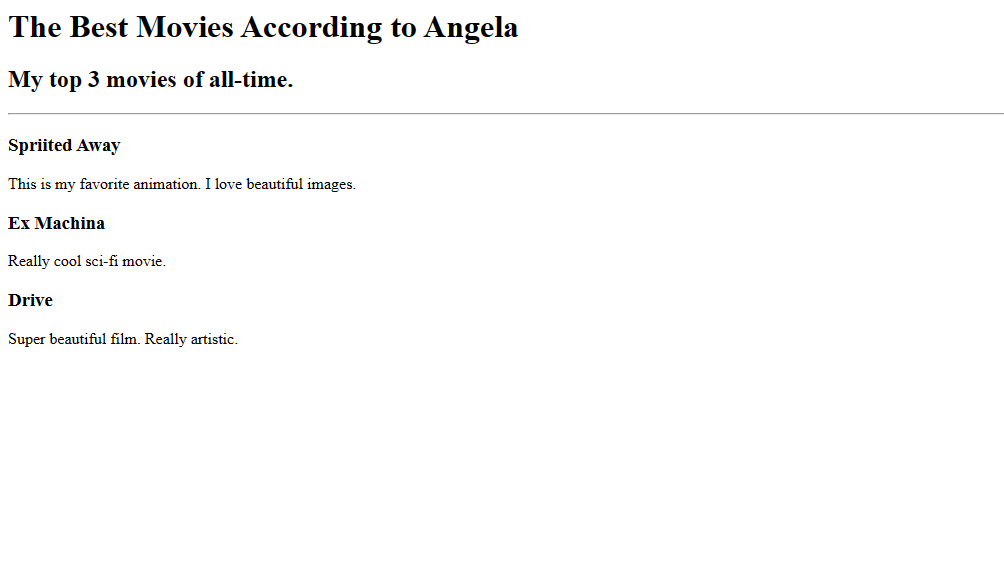 The Best Movies According to Angela
My top 3 movies of all-time.
Spriited Away
This is my favorite animation. I love beautiful images.
Ex Machina
Really cool sci-fi movie.
Drive
Super beautiful film. Really artistic.